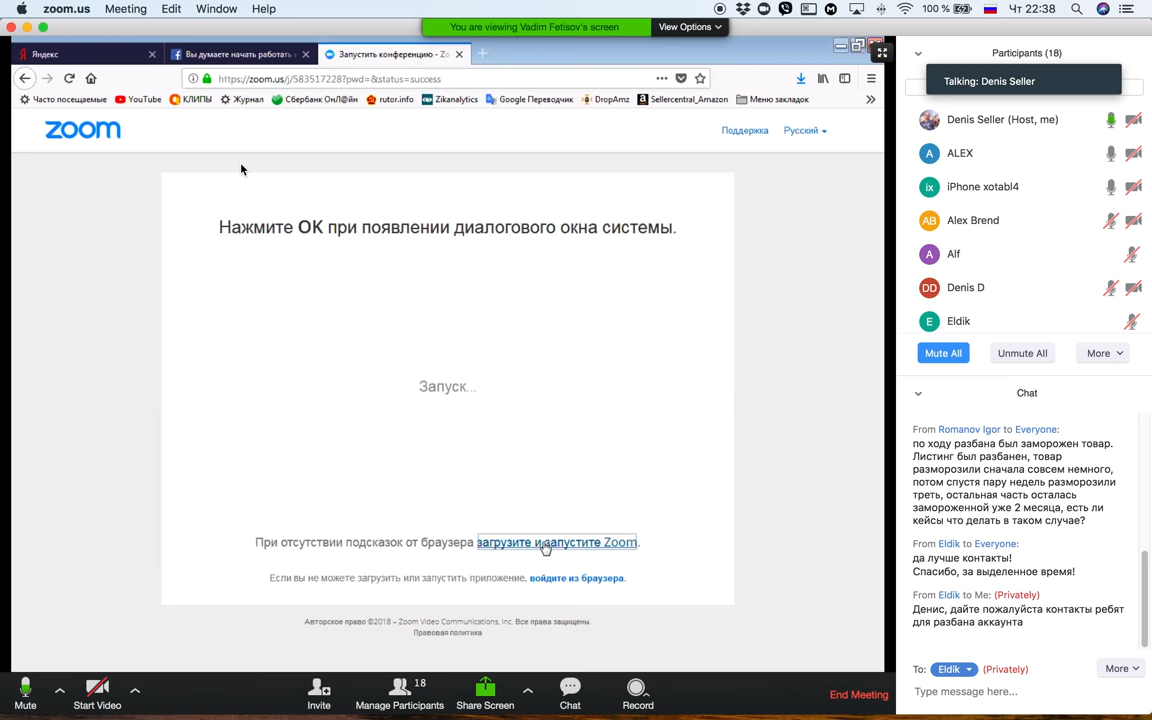 zoom.us Meeting Edit Window Help
100 % Чт 22:38
You are viewing Vadim Fetisov's screen View Options
Яндекс
Вы думаете начать работать
Запустить конференцию - Zo
https://zoom.us/j/583517228?pwd=&status=success
Часто посещаемые YouTube КЛИПЫ Журнал Сбербанк ОнЛ@йн rutor.info Zikanalytics Google Переводчик DropAmz Sellercentral_Amazon Меню закладок
zoom
Поддержка Русский
Нажмите OK при появлении диалогового окна системы.
Запуск...
При отсутствии подсказок от браузера загрузите и запустите Zoom.
Если вы не можете загрузить или запустить приложение, войдите из браузера.
Авторское право ©2018 – Zoom Video Communications, Inc. Все права защищены.
Правовая политика
Mute
Start Video
Invite
18
Manage Participants
Share Screen
Chat
Record
End Meeting
Participants (18)
Talking: Denis Seller
Denis Seller (Host, me)
A ALEX
ix iPhone xotabl4
AB Alex Brend
A Alf
DD Denis D
E Eldik
Mute All Unmute All More
Chat
From Romanov Igor to Everyone:
по ходу разбана был заморожен товар.
Листинг был разбанен, товар
разморозили сначала совсем немного,
потом спустя пару недель разморозили
треть, остальная часть осталась
замороженной уже 2 месяца, есть ли
кейсы что делать в таком случае?
From Eldik to Everyone:
да лучше контакты!
Спасибо, за выделенное время!
From Eldik to Me: (Privately)
Денис, дайте пожалуйста контакты ребят
для разбана аккаунта
To: Eldik (Privately) More
Type message here...